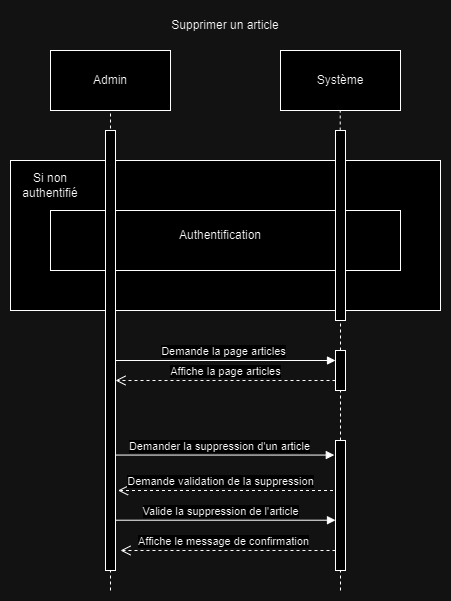 Supprimer un article
Admin
Système
Si non
authentifié
Authentification
Demande la page articles
Affiche la page articles
Demander la suppression d'un article
Demande validation de la suppression
Valide la suppression de l'article
Affiche le message de confirmation